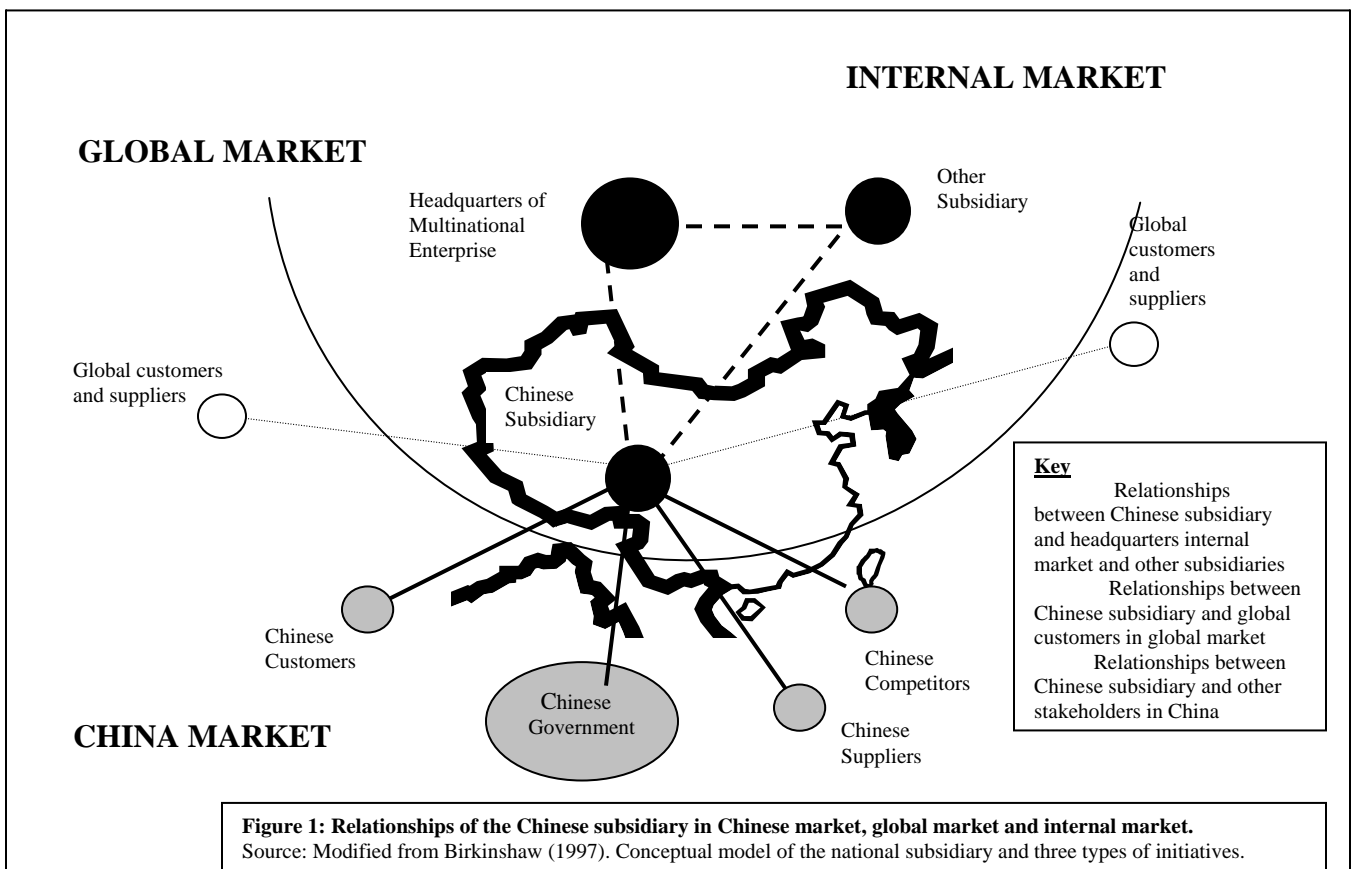 INTERNAL MARKET
GLOBAL MARKET
Headquarters of
Multinational
Enterprise
Other
Subsidiary
Global
customers
and
suppliers
Global customers
and suppliers
Chinese
Subsidiary
Key
Relationships
between Chinese subsidiary
and headquarters internal
market and other subsidiaries
Relationships between
Chinese subsidiary and global
customers in global market
Relationships between
Chinese subsidiary and other
stakeholders in China
Chinese
Customers
Chinese
Government
Chinese
Competitors
Chinese
Suppliers
CHINA MARKET
Figure 1: Relationships of the Chinese subsidiary in Chinese market, global market and internal market.
Source: Modified from Birkinshaw (1997). Conceptual model of the national subsidiary and three types of initiatives.